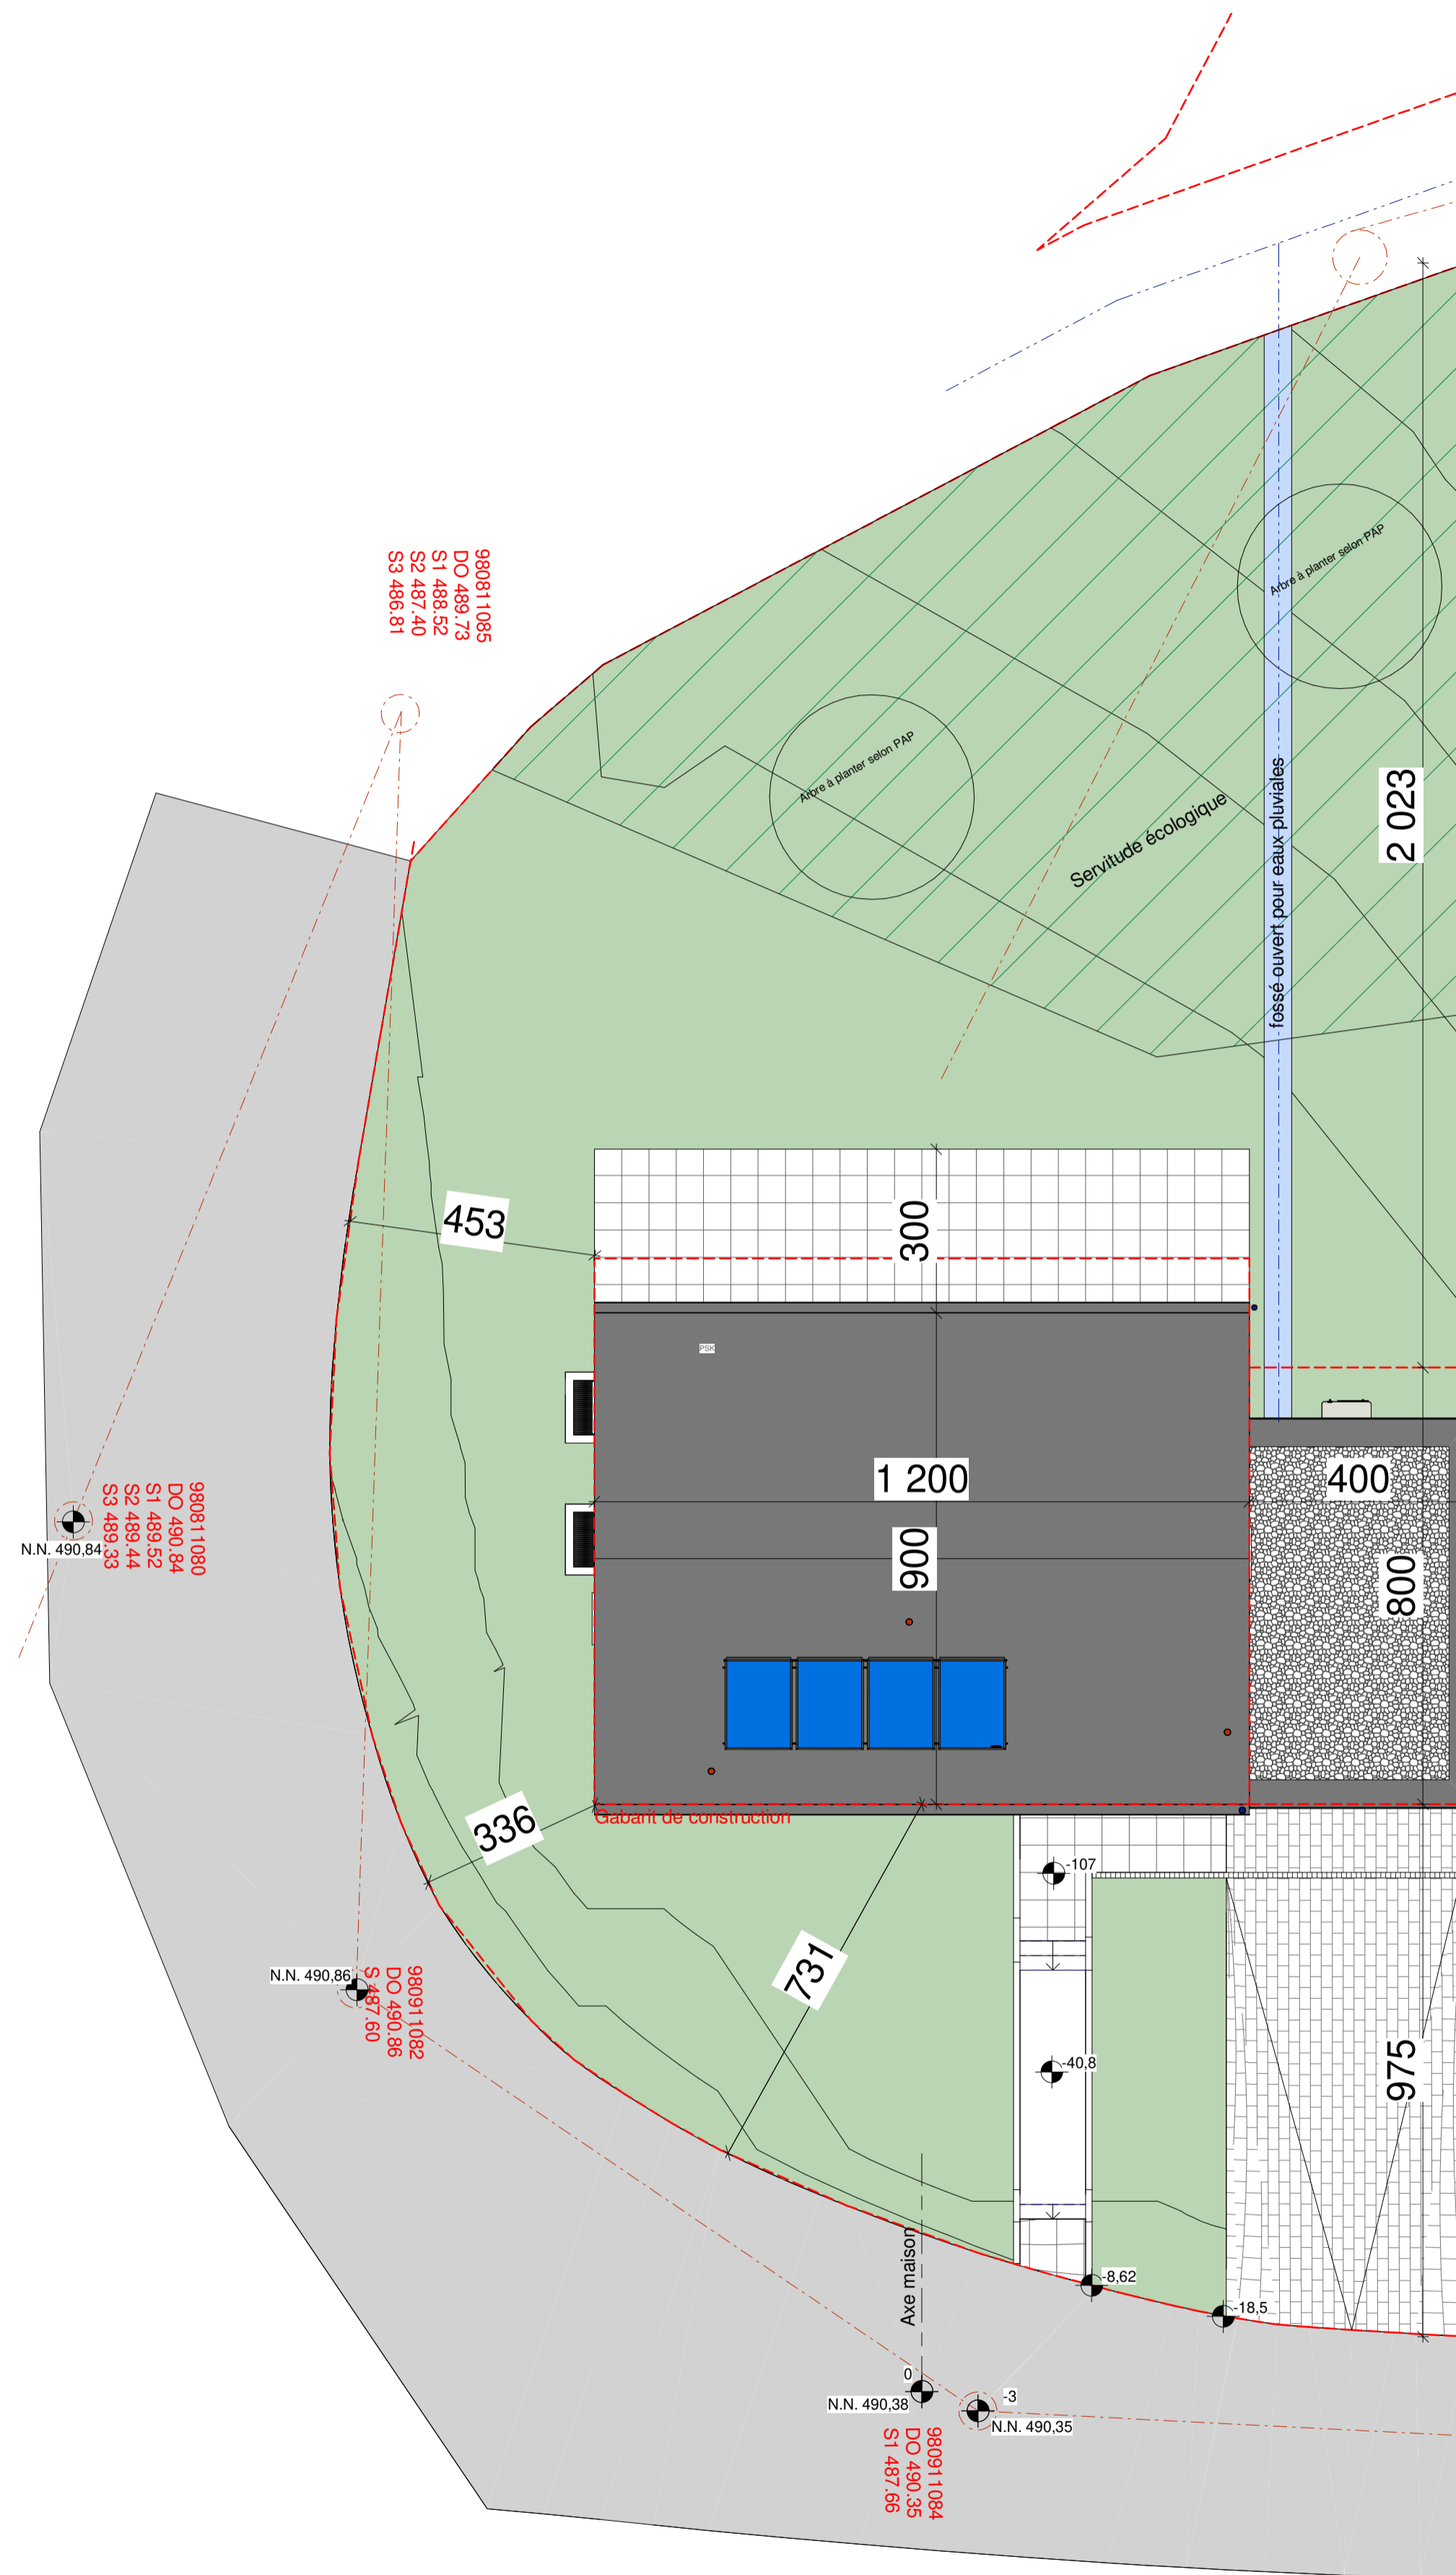 980811085
DO 489.73
S1 488.52
S2 487.40
S3 486.81
Arbre à planter selon PAP
Arbre à planter selon PAP
Servitude écologique
fossé ouvert pour eaux pluviales
2 023
453
300
PSK
1 200
400
900
800
980811080
DO 490.84
S1 489.52
S2 489.44
S3 489.33
N.N. 490,84
336
Gabarit de construction
-107
731
N.N. 490,86
980911082
DO 490.86
S 487.60
-40,8
975
Axe maison
-8,62
-18,5
0
N.N. 490,38
-3
N.N. 490,35
980911084
DO 490.35
S1 487.66